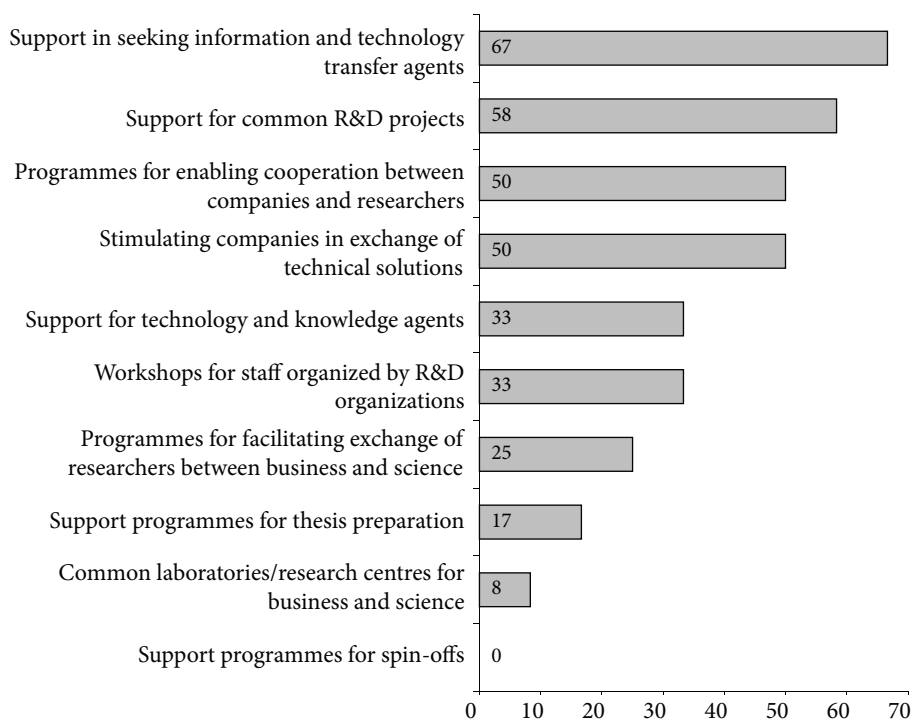 Support in seeking information and technology
transfer agents
67
Support for common R&D projects
58
Programmes for enabling cooperation between
companies and researchers
50
Stimulating companies in exchange of
technical solutions
50
Support for technology and knowledge agents
33
Workshops for staff organized by R&D
organizations
33
Programmes for facilitating exchange of
researchers between business and science
25
Support programmes for thesis preparation
17
Common laboratories/research centres for
business and science
8
Support programmes for spin-offs
0
0 10 20 30 40 50 60 70